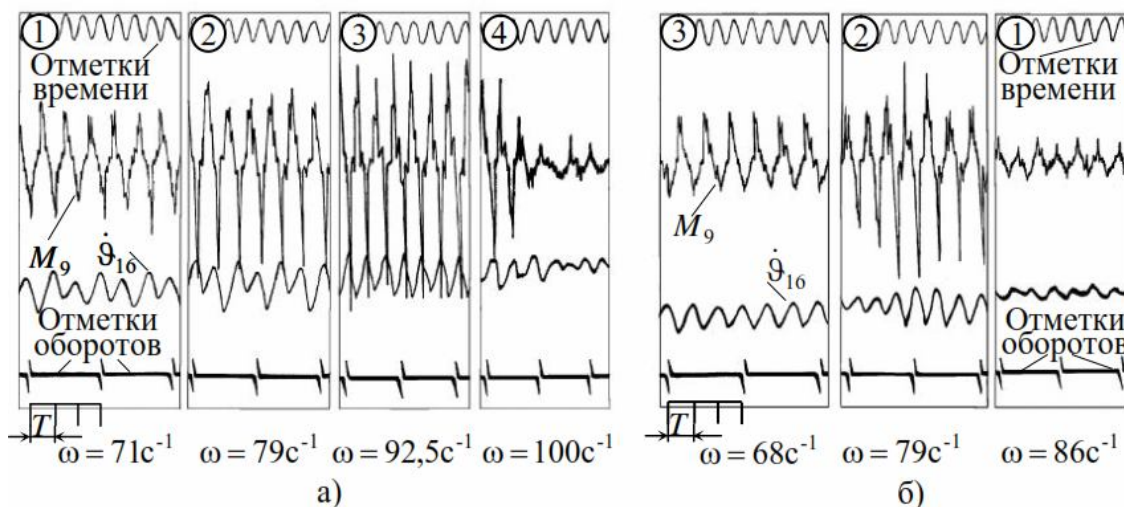 1 2 3 4
Отметки
времени
M₉
ϑ̇₁₆
Отметки
оборотов
T
ω = 71c⁻¹ ω = 79c⁻¹ ω = 92,5c⁻¹ ω = 100c⁻¹
а)
3 2 1
Отметки
времени
M₉
ϑ̇₁₆
Отметки
оборотов
T
ω = 68c⁻¹ ω = 79c⁻¹ ω = 86c⁻¹
б)